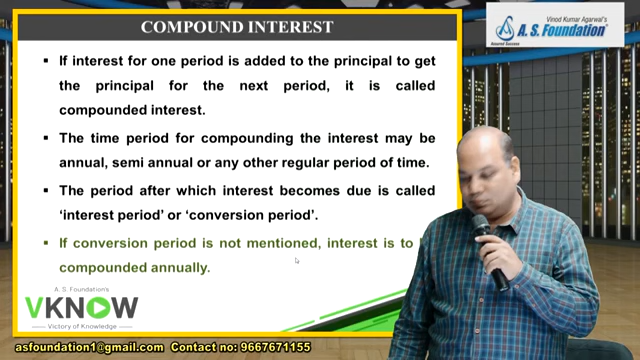 COMPOUND INTEREST
Vinod Kumar Agarwal's
A. S. Foundation®
Assured Success
▪ If interest for one period is added to the principal to get
the principal for the next period, it is called
compounded interest.
▪ The time period for compounding the interest may be
annual, semi annual or any other regular period of time.
▪ The period after which interest becomes due is called
‘interest period’ or ‘conversion period’.
▪ If conversion period is not mentioned, interest is to
compounded annually.
A. S. Foundation's
VKNOW
Victory of Knowledge
asfoundation1@gmail.com Contact no: 9667671155